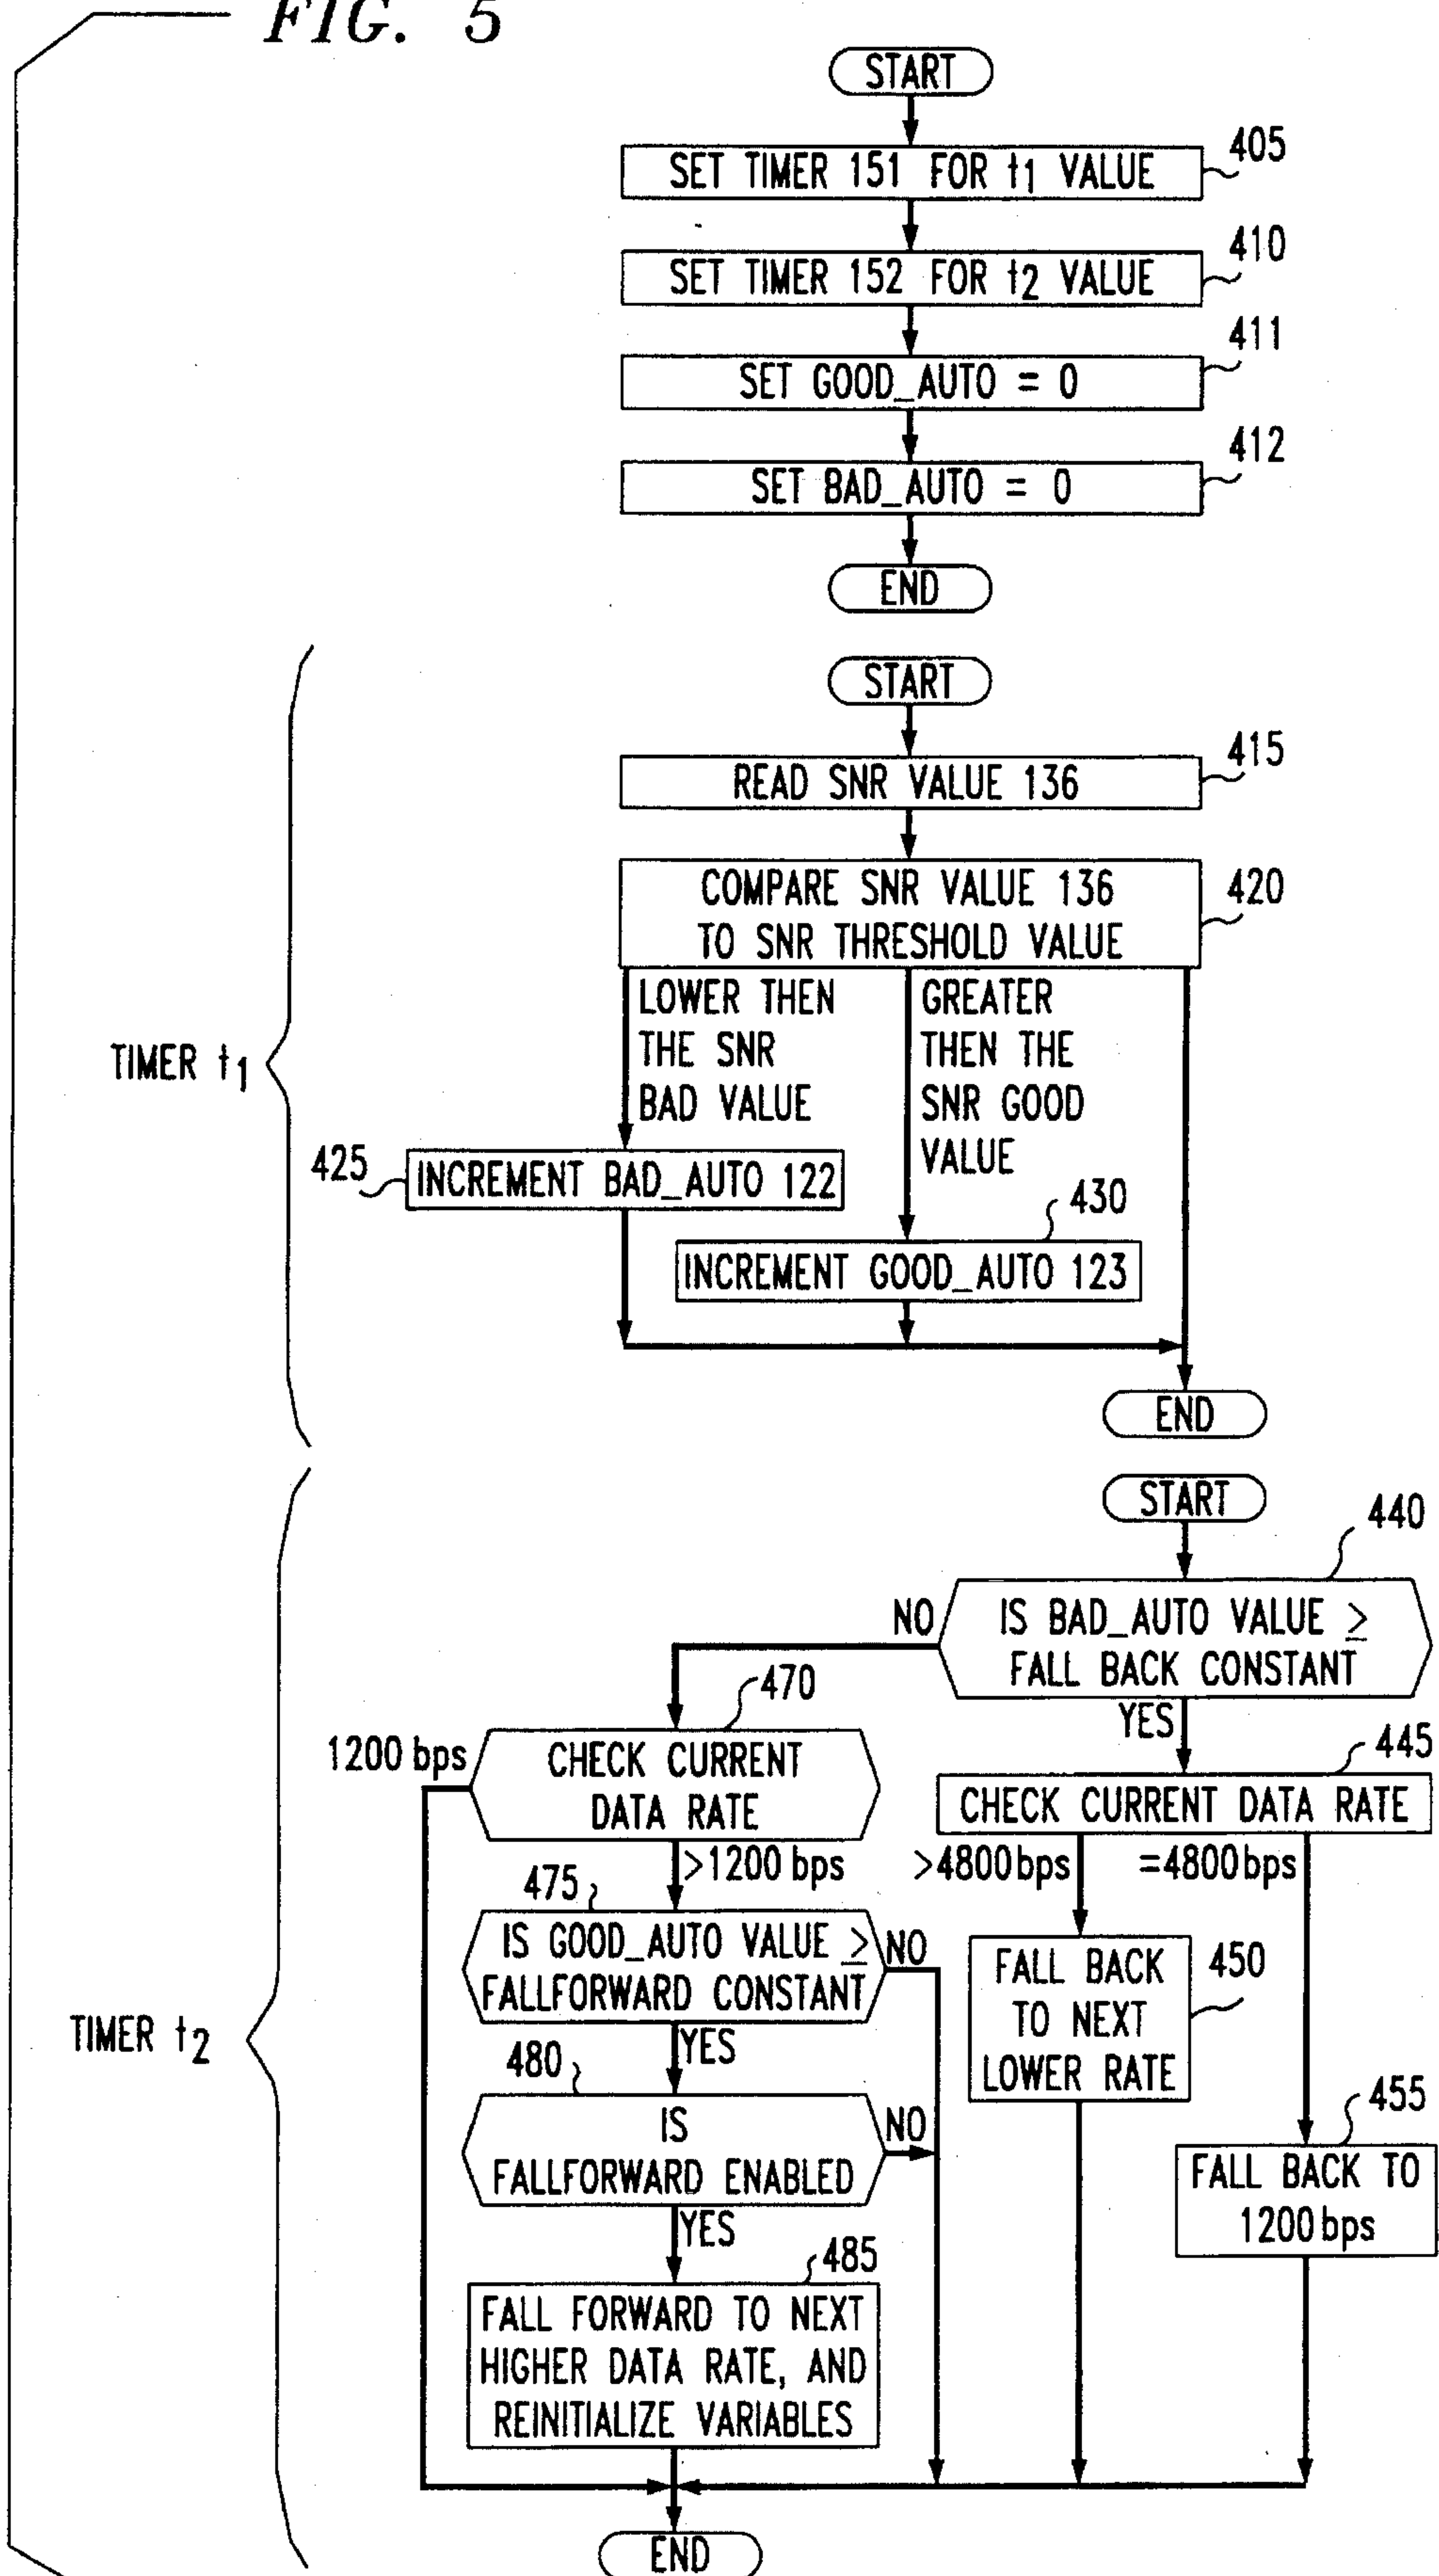 FIG. 5
START
SET TIMER 151 FOR t1 VALUE
405
SET TIMER 152 FOR t2 VALUE
410
SET GOOD_AUTO = 0
411
SET BAD_AUTO = 0
412
END
TIMER t1
START
READ SNR VALUE 136
415
COMPARE SNR VALUE 136
TO SNR THRESHOLD VALUE
420
LOWER THEN
THE SNR
BAD VALUE
GREATER
THEN THE
SNR GOOD
VALUE
425
INCREMENT BAD_AUTO 122
430
INCREMENT GOOD_AUTO 123
END
TIMER t2
START
440
IS BAD_AUTO VALUE ≥
FALL BACK CONSTANT
NO
YES
470
CHECK CURRENT
DATA RATE
1200 bps
>1200 bps
445
CHECK CURRENT DATA RATE
>4800 bps
=4800 bps
475
IS GOOD_AUTO VALUE ≥
FALLFORWARD CONSTANT
NO
YES
450
FALL BACK
TO NEXT
LOWER RATE
480
IS
FALLFORWARD ENABLED
NO
YES
455
FALL BACK TO
1200 bps
485
FALL FORWARD TO NEXT
HIGHER DATA RATE, AND
REINITIALIZE VARIABLES
END